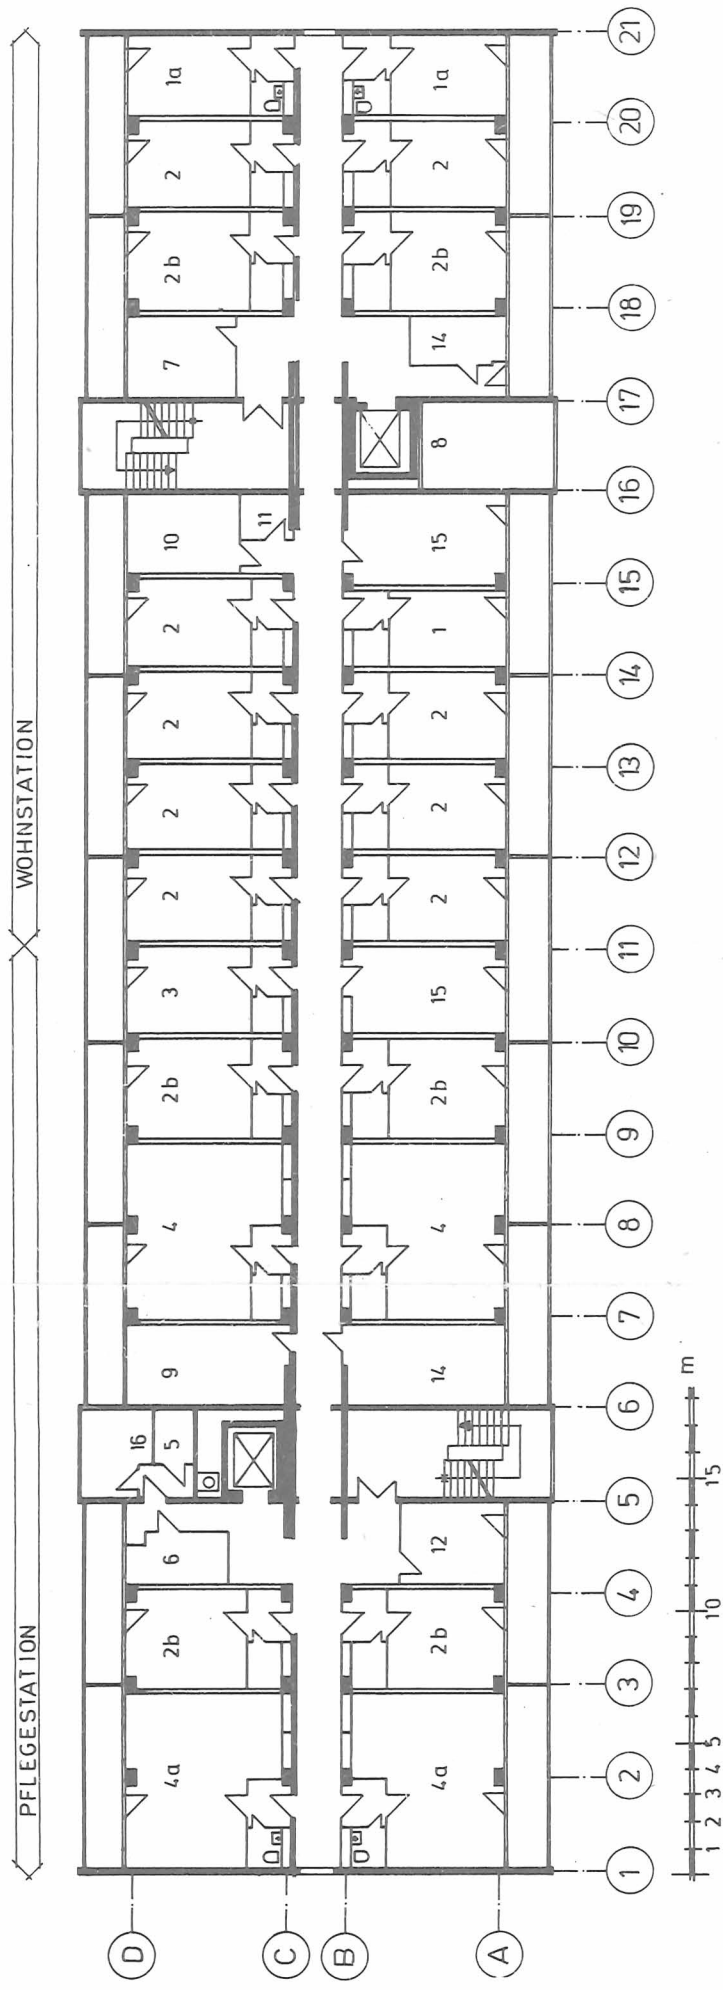 PFLEGESTATION WOHNSTATION
D
4a 2b 6 16 5 9 4 2b 3 2 2 2 2 10 11 7 2b 2 1a
C
B
4a 2b 12 14 4 2b 15 2 2 2 1 15 8 14 2b 2 1a
A
1 2 3 4 5 6 7 8 9 10 11 12 13 14 15 16 17 18 19 20 21
1 2 3 4 5 10 15 m